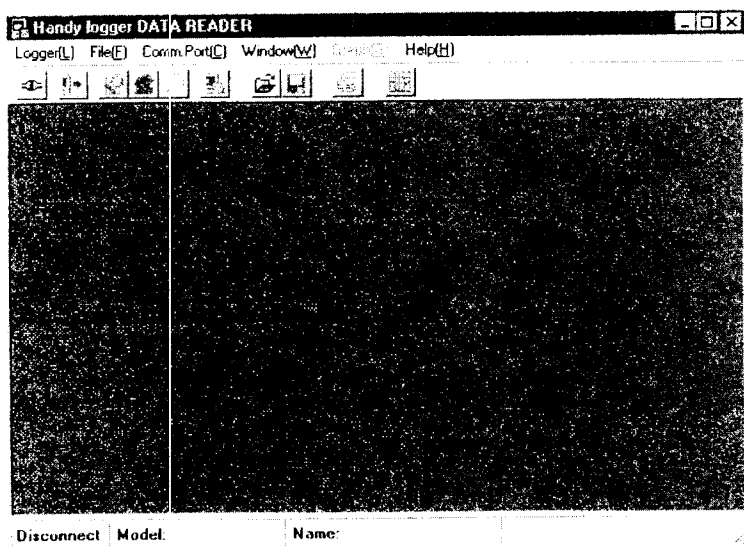 Handy logger DATA READER
Logger(L) File(F) Comm.Port(C) Window(W) Help(H)
Disconnect Model: Name: